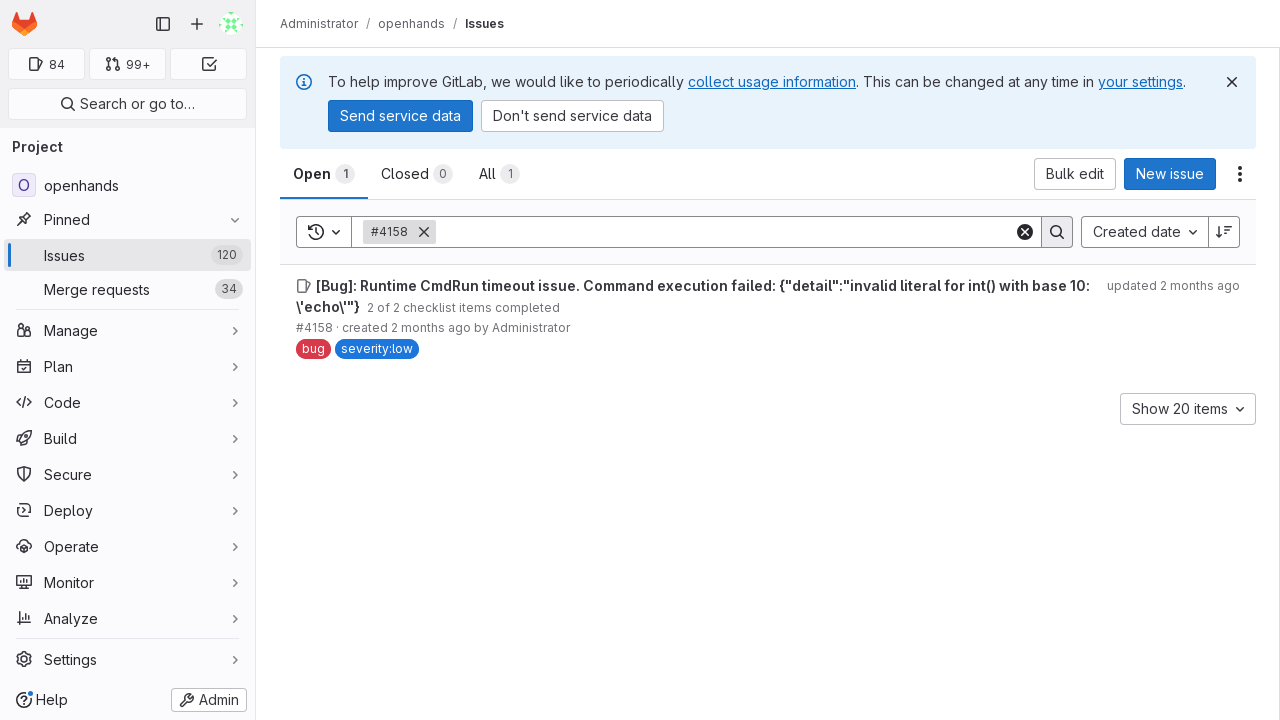 Administrator / openhands / Issues
84
99+
Search or go to…
To help improve GitLab, we would like to periodically collect usage information. This can be changed at any time in your settings.
Send service data
Don't send service data
Project
O openhands
Pinned
Issues 120
Merge requests 34
Manage
Plan
Code
Build
Secure
Deploy
Operate
Monitor
Analyze
Settings
Help
Admin
Open 1
Closed 0
All 1
Bulk edit
New issue
#4158
Created date
[Bug]: Runtime CmdRun timeout issue. Command execution failed: {"detail":"invalid literal for int() with base 10:
\'echo\'"} 2 of 2 checklist items completed
updated 2 months ago
#4158 · created 2 months ago by Administrator
bug severity:low
Show 20 items